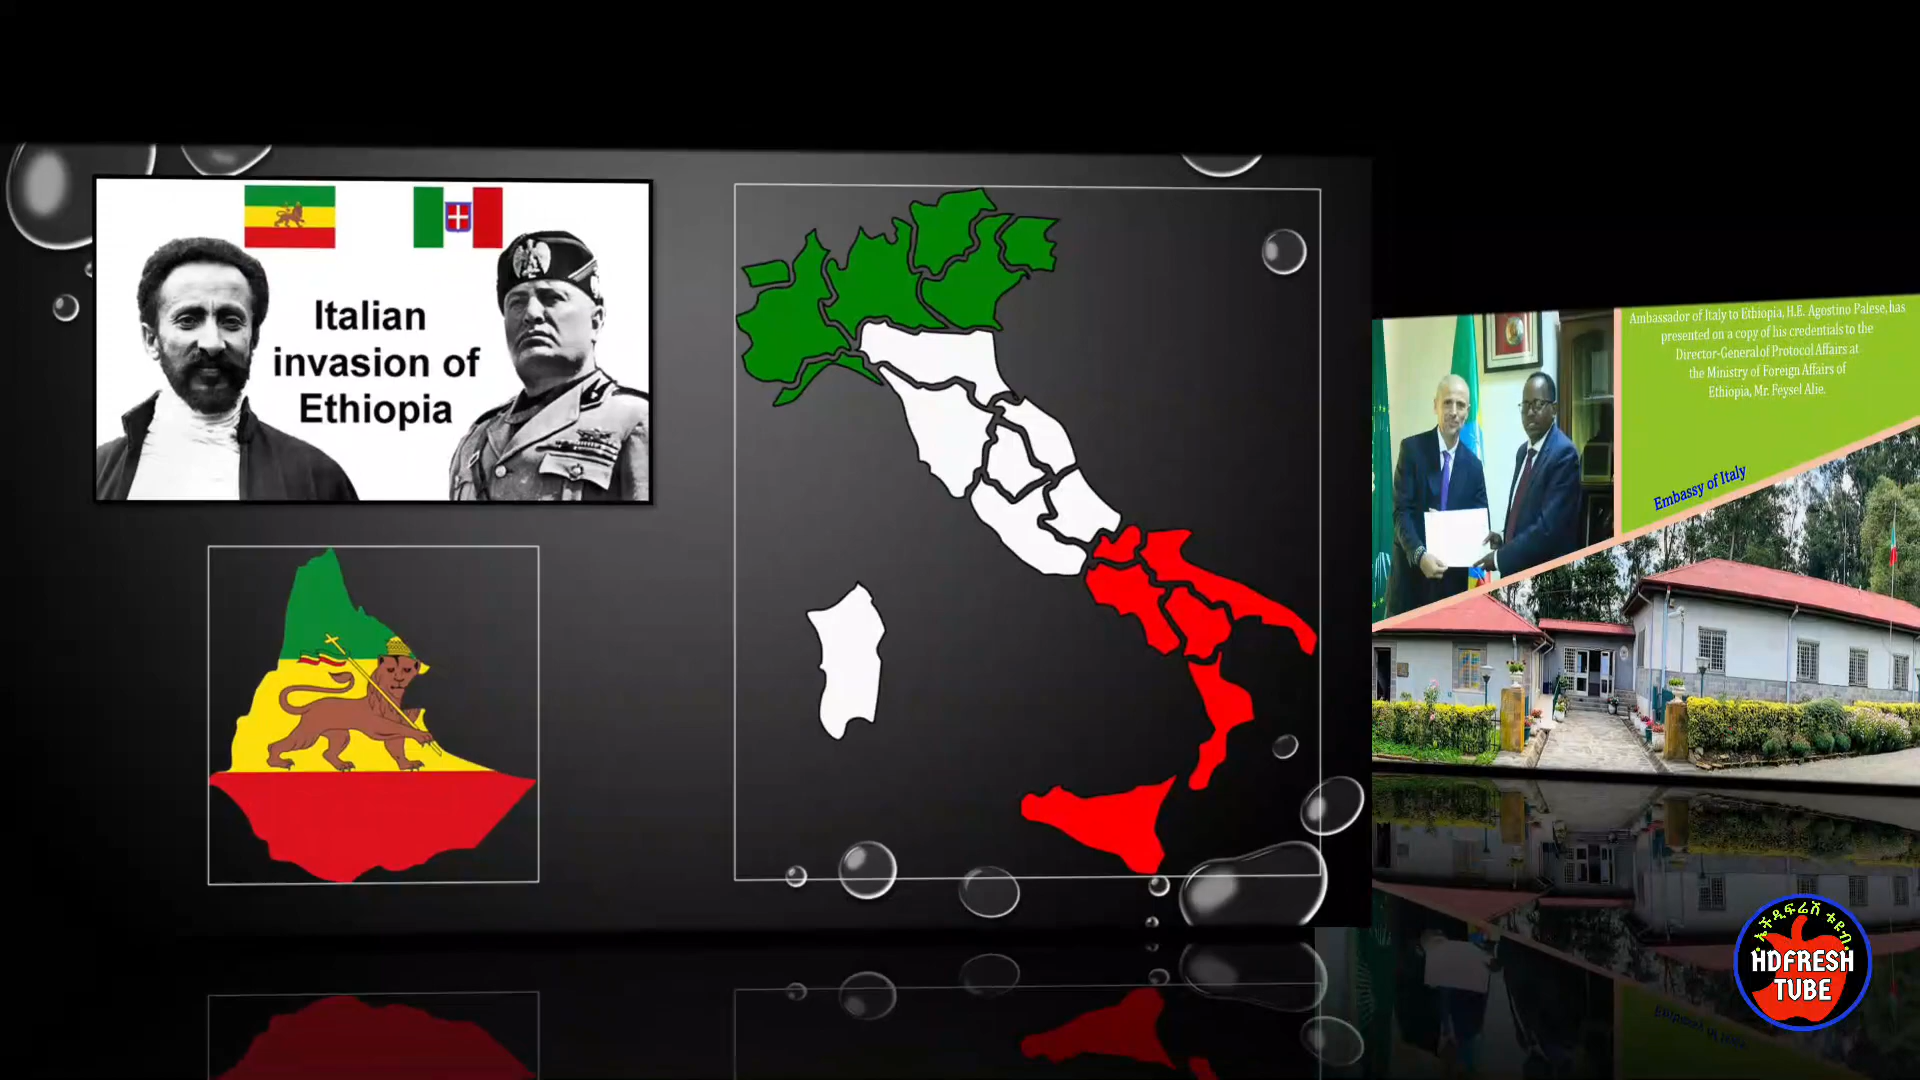 Italian
invasion of
Ethiopia
Ambassador of Italy to Ethiopia, H.E. Agostino Palese, has
presented on a copy of his credentials to the
Director-General of Protocol Affairs at
the Ministry of Foreign Affairs of
Ethiopia, Mr. Feysel Alie.
Embassy of Italy
ኤችዲፍሬሽ ቱዩብ
HDFRESH
TUBE